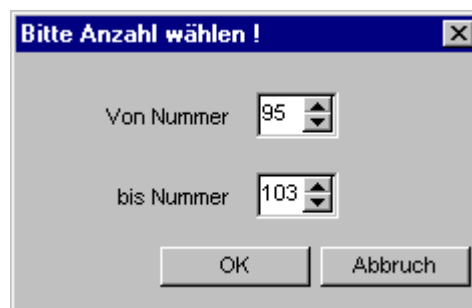 Bitte Anzahl wählen !
Von Nummer 95
bis Nummer 103
OK Abbruch